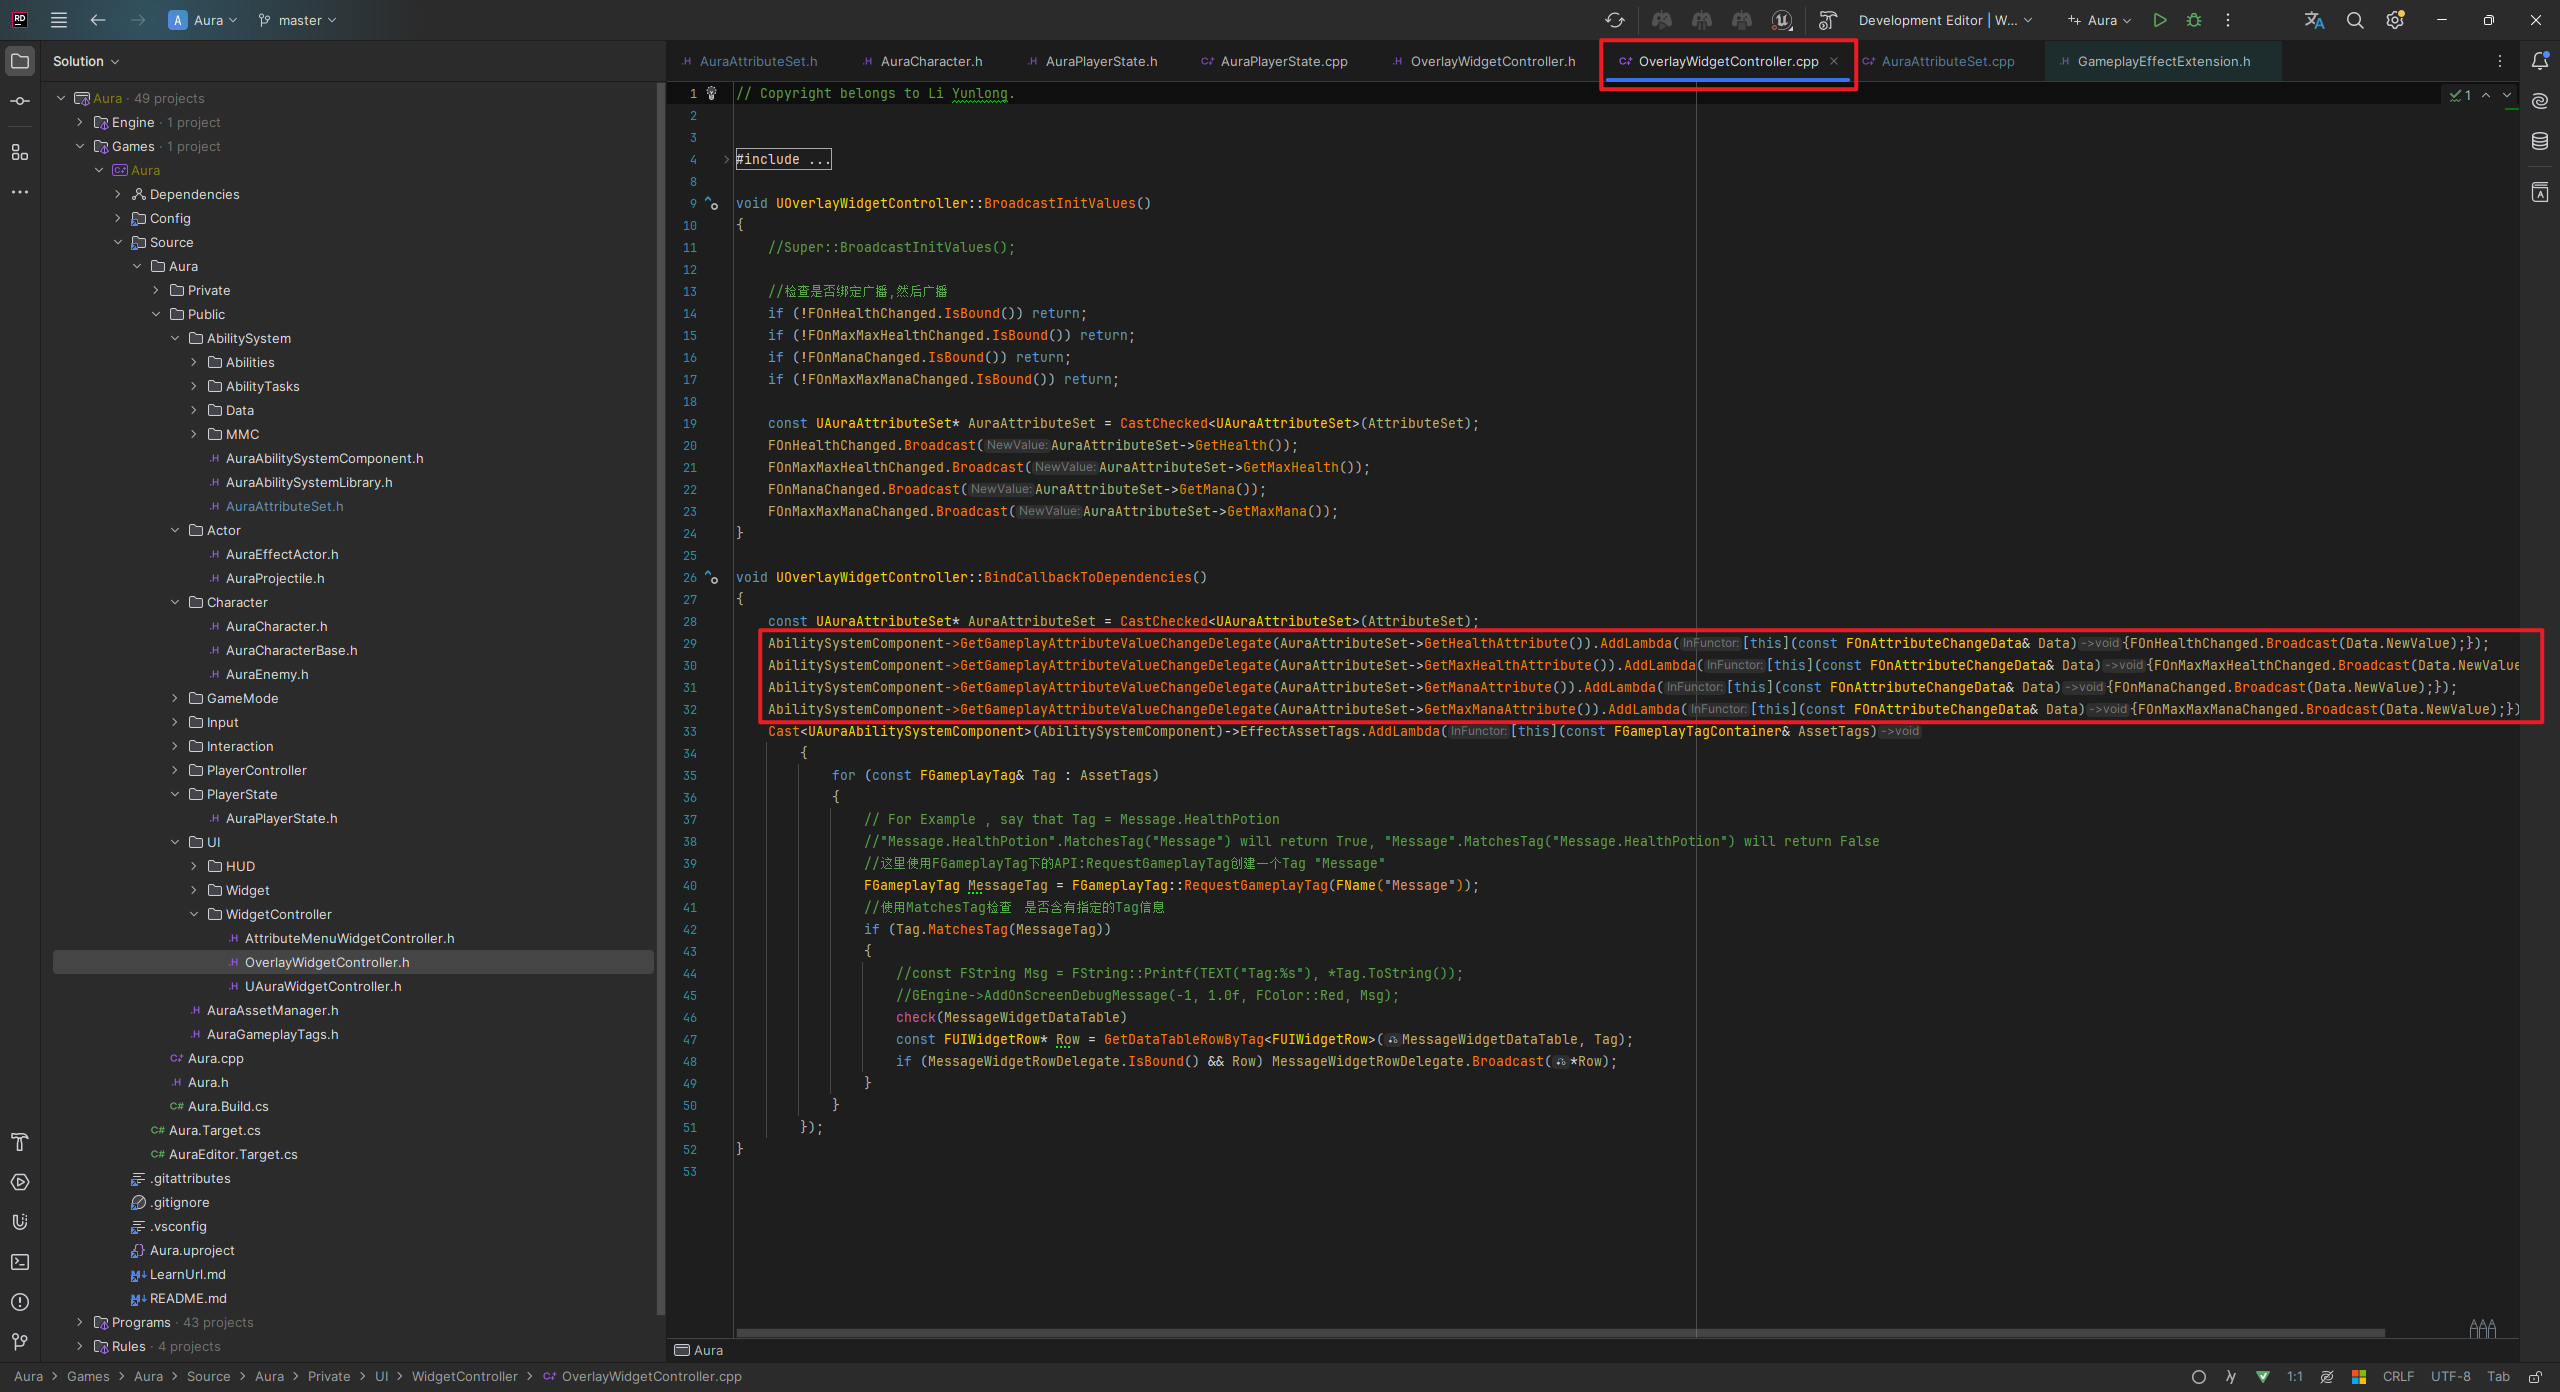 RD
A Aura
master
Development Editor | W...
Aura
Solution
AuraAttributeSet.h
AuraCharacter.h
AuraPlayerState.h
AuraPlayerState.cpp
OverlayWidgetController.h
OverlayWidgetController.cpp
AuraAttributeSet.cpp
GameplayEffectExtension.h
Aura · 49 projects
Engine · 1 project
Games · 1 project
Aura
Dependencies
Config
Source
Aura
Private
Public
AbilitySystem
Abilities
AbilityTasks
Data
MMC
AuraAbilitySystemComponent.h
AuraAbilitySystemLibrary.h
AuraAttributeSet.h
Actor
AuraEffectActor.h
AuraProjectile.h
Character
AuraCharacter.h
AuraCharacterBase.h
AuraEnemy.h
GameMode
Input
Interaction
PlayerController
PlayerState
AuraPlayerState.h
UI
HUD
Widget
WidgetController
AttributeMenuWidgetController.h
OverlayWidgetController.h
UAuraWidgetController.h
AuraAssetManager.h
AuraGameplayTags.h
Aura.cpp
Aura.h
Aura.Build.cs
Aura.Target.cs
AuraEditor.Target.cs
.gitattributes
.gitignore
.vsconfig
Aura.uproject
LearnUrl.md
README.md
Programs · 43 projects
Rules · 4 projects
1 // Copyright belongs to Li Yunlong.
1
2
3
4 #include ...
8
9 void UOverlayWidgetController::BroadcastInitValues()
10 {
11 //Super::BroadcastInitValues();
12
13 //检查是否绑定广播,然后广播
14 if (!FOnHealthChanged.IsBound()) return;
15 if (!FOnMaxMaxHealthChanged.IsBound()) return;
16 if (!FOnManaChanged.IsBound()) return;
17 if (!FOnMaxMaxManaChanged.IsBound()) return;
18
19 const UAuraAttributeSet* AuraAttributeSet = CastChecked<UAuraAttributeSet>(AttributeSet);
20 FOnHealthChanged.Broadcast(NewValue: AuraAttributeSet->GetHealth());
21 FOnMaxMaxHealthChanged.Broadcast(NewValue: AuraAttributeSet->GetMaxHealth());
22 FOnManaChanged.Broadcast(NewValue: AuraAttributeSet->GetMana());
23 FOnMaxMaxManaChanged.Broadcast(NewValue: AuraAttributeSet->GetMaxMana());
24 }
25
26 void UOverlayWidgetController::BindCallbackToDependencies()
27 {
28 const UAuraAttributeSet* AuraAttributeSet = CastChecked<UAuraAttributeSet>(AttributeSet);
29 AbilitySystemComponent->GetGameplayAttributeValueChangeDelegate(AuraAttributeSet->GetHealthAttribute()).AddLambda(InFunctor: [this](const FOnAttributeChangeData& Data) ->void {FOnHealthChanged.Broadcast(Data.NewValue);});
30 AbilitySystemComponent->GetGameplayAttributeValueChangeDelegate(AuraAttributeSet->GetMaxHealthAttribute()).AddLambda(InFunctor: [this](const FOnAttributeChangeData& Data) ->void {FOnMaxMaxHealthChanged.Broadcast(Data.NewValue
31 AbilitySystemComponent->GetGameplayAttributeValueChangeDelegate(AuraAttributeSet->GetManaAttribute()).AddLambda(InFunctor: [this](const FOnAttributeChangeData& Data) ->void {FOnManaChanged.Broadcast(Data.NewValue);});
32 AbilitySystemComponent->GetGameplayAttributeValueChangeDelegate(AuraAttributeSet->GetMaxManaAttribute()).AddLambda(InFunctor: [this](const FOnAttributeChangeData& Data) ->void {FOnMaxMaxManaChanged.Broadcast(Data.NewValue);})
33 Cast<UAuraAbilitySystemComponent>(AbilitySystemComponent)->EffectAssetTags.AddLambda(InFunctor: [this](const FGameplayTagContainer& AssetTags) ->void
34 {
35 for (const FGameplayTag& Tag : AssetTags)
36 {
37 // For Example , say that Tag = Message.HealthPotion
38 //"Message.HealthPotion".MatchesTag("Message") will return True, "Message".MatchesTag("Message.HealthPotion") will return False
39 //这里使用FGameplayTag下的API:RequestGameplayTag创建一个Tag "Message"
40 FGameplayTag MessageTag = FGameplayTag::RequestGameplayTag(FName("Message"));
41 //使用MatchesTag检查 是否含有指定的Tag信息
42 if (Tag.MatchesTag(MessageTag))
43 {
44 //const FString Msg = FString::Printf(TEXT("Tag:%s"), *Tag.ToString());
45 //GEngine->AddOnScreenDebugMessage(-1, 1.0f, FColor::Red, Msg);
46 check(MessageWidgetDataTable)
47 const FUIWidgetRow* Row = GetDataTableRowByTag<FUIWidgetRow>(MessageWidgetDataTable, Tag);
48 if (MessageWidgetRowDelegate.IsBound() && Row) MessageWidgetRowDelegate.Broadcast(*Row);
49 }
50 }
51 });
52 }
53
Aura
Aura > Games > Aura > Source > Aura > Private > UI > WidgetController > OverlayWidgetController.cpp
1:1
CRLF
UTF-8
Tab